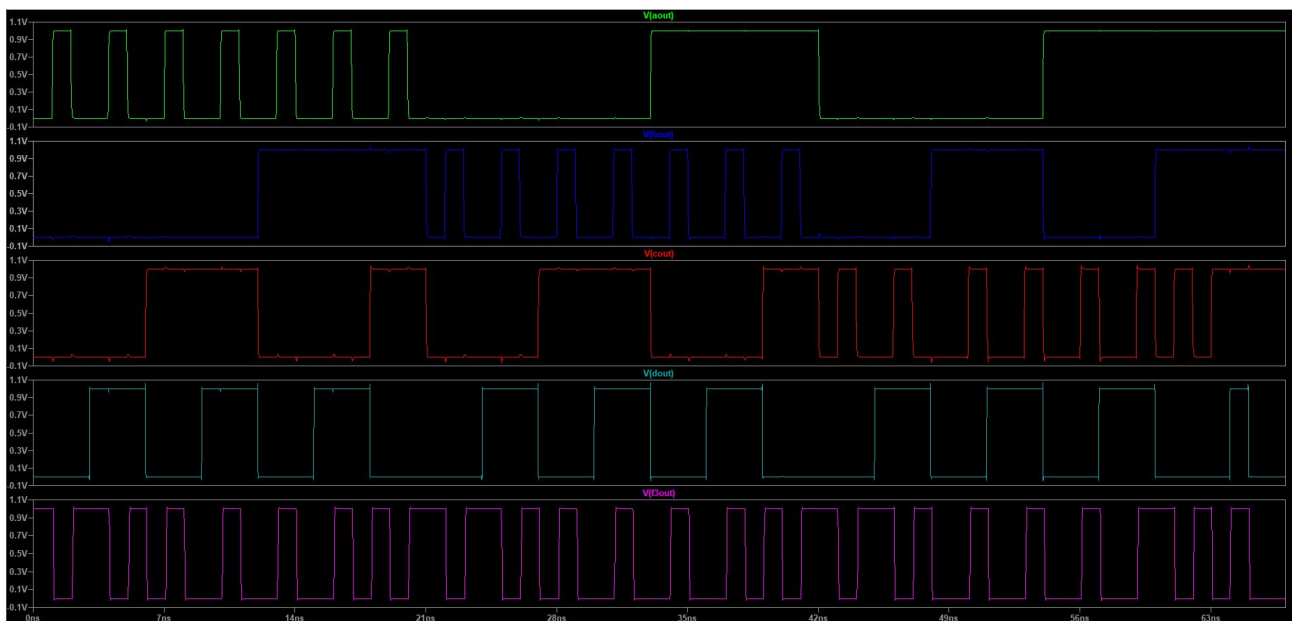 V(aout)
1.1V
0.9V
0.7V
0.5V
0.3V
0.1V
-0.1V
V(bout)
1.1V
0.9V
0.7V
0.5V
0.3V
0.1V
-0.1V
V(cout)
1.1V
0.9V
0.7V
0.5V
0.3V
0.1V
-0.1V
V(dout)
1.1V
0.9V
0.7V
0.5V
0.3V
0.1V
-0.1V
V(f3out)
1.1V
0.9V
0.7V
0.5V
0.3V
0.1V
-0.1V
0ns 7ns 14ns 21ns 28ns 35ns 42ns 49ns 56ns 63ns